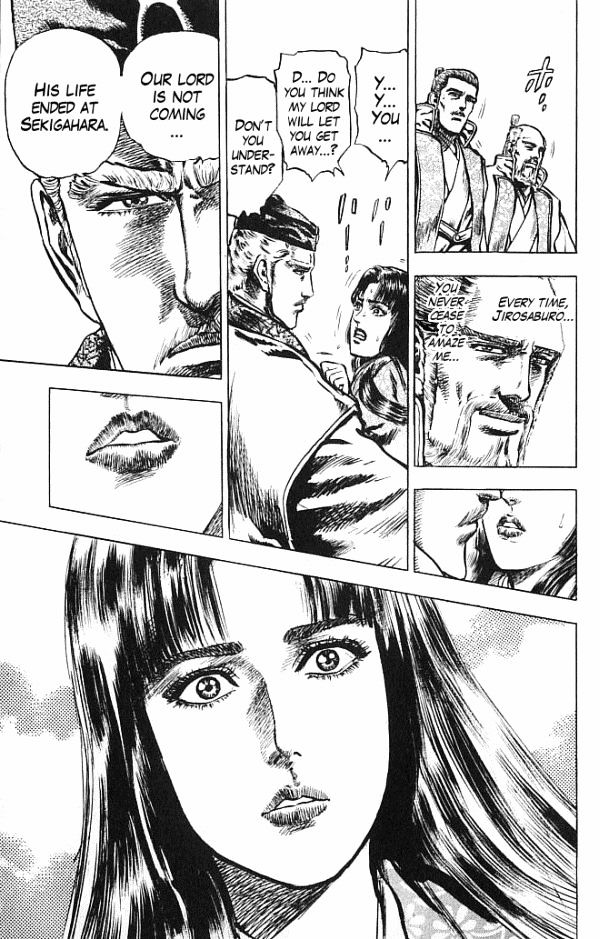 ホ
!!
EVERY TIME,
JIROSABURO...
YOU
NEVER
CEASE
TO
AMAZE
ME...
Y...
Y...
YOU
...
D... DO
YOU THINK
MY LORD
WILL LET
YOU GET
AWAY...?
DON'T
YOU
UNDER-
STAND?
OUR LORD
IS NOT
COMING
...
HIS LIFE
ENDED AT
SEKIGAHARA.